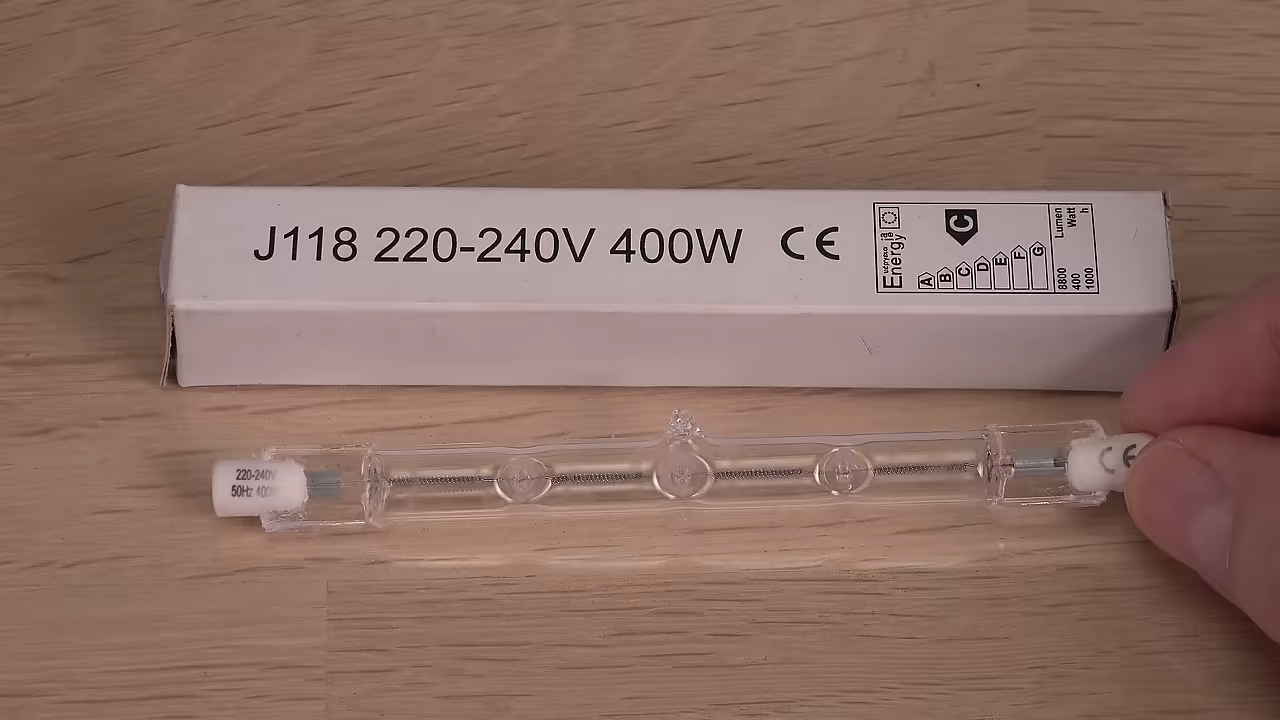 J118 220-240V 400W CE
Energy
C
A
B
C
D
E
F
G
8800 Lumen
400 Watt
1000 h
220-240V
50Hz 400
CE